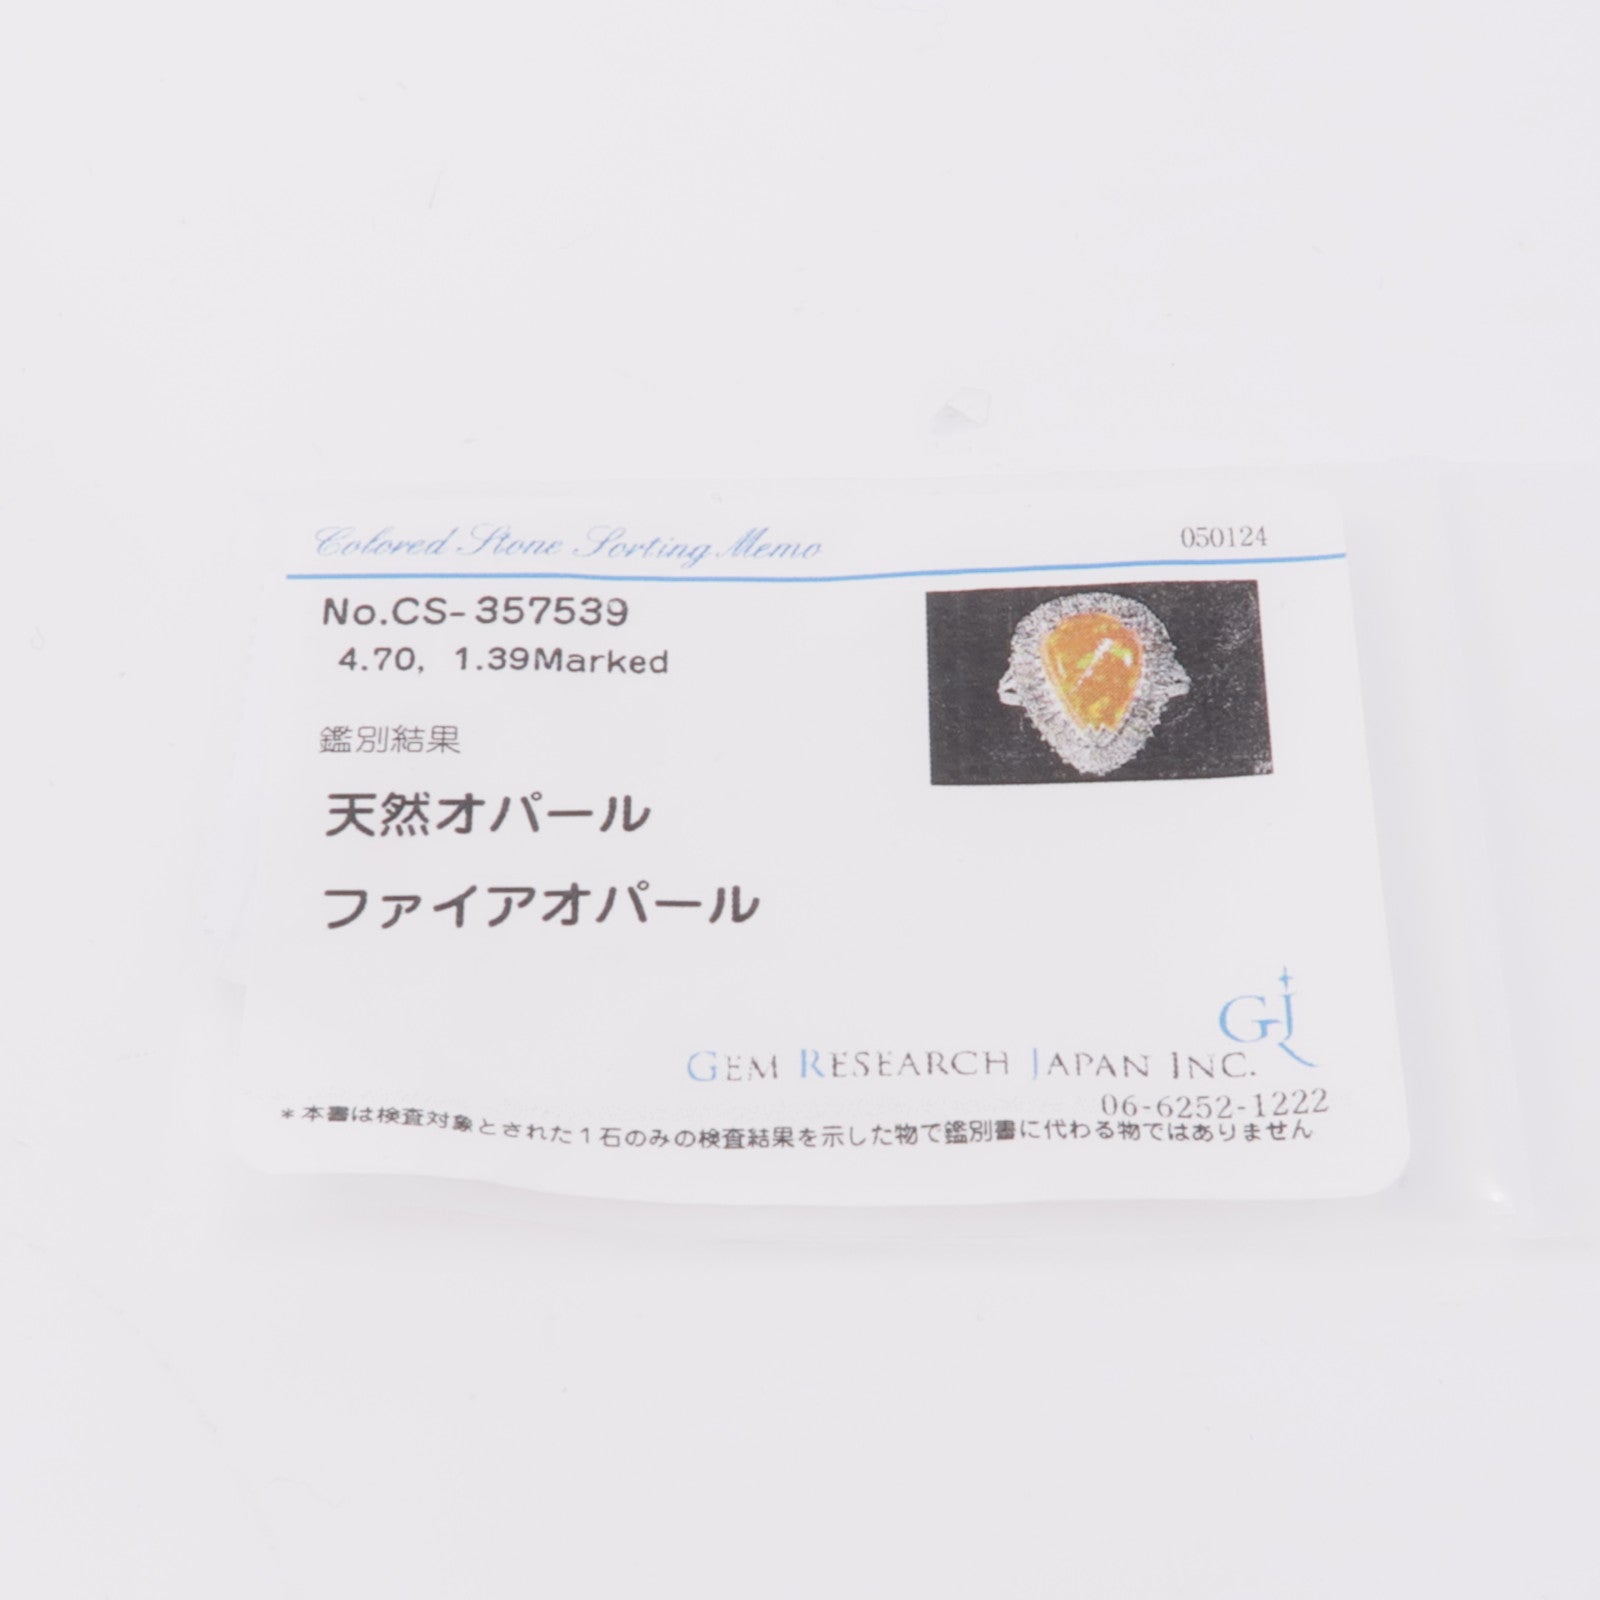 Colored Stone Sorting Memo
050124
No.CS-357539
4.70, 1.39Marked
鑑別結果
天然オパール
ファイアオパール
GJ
GEM RESEARCH JAPAN INC.
06-6252-1222
*本書は検査対象とされた1石のみの検査結果を示した物で鑑別書に代わる物ではありません